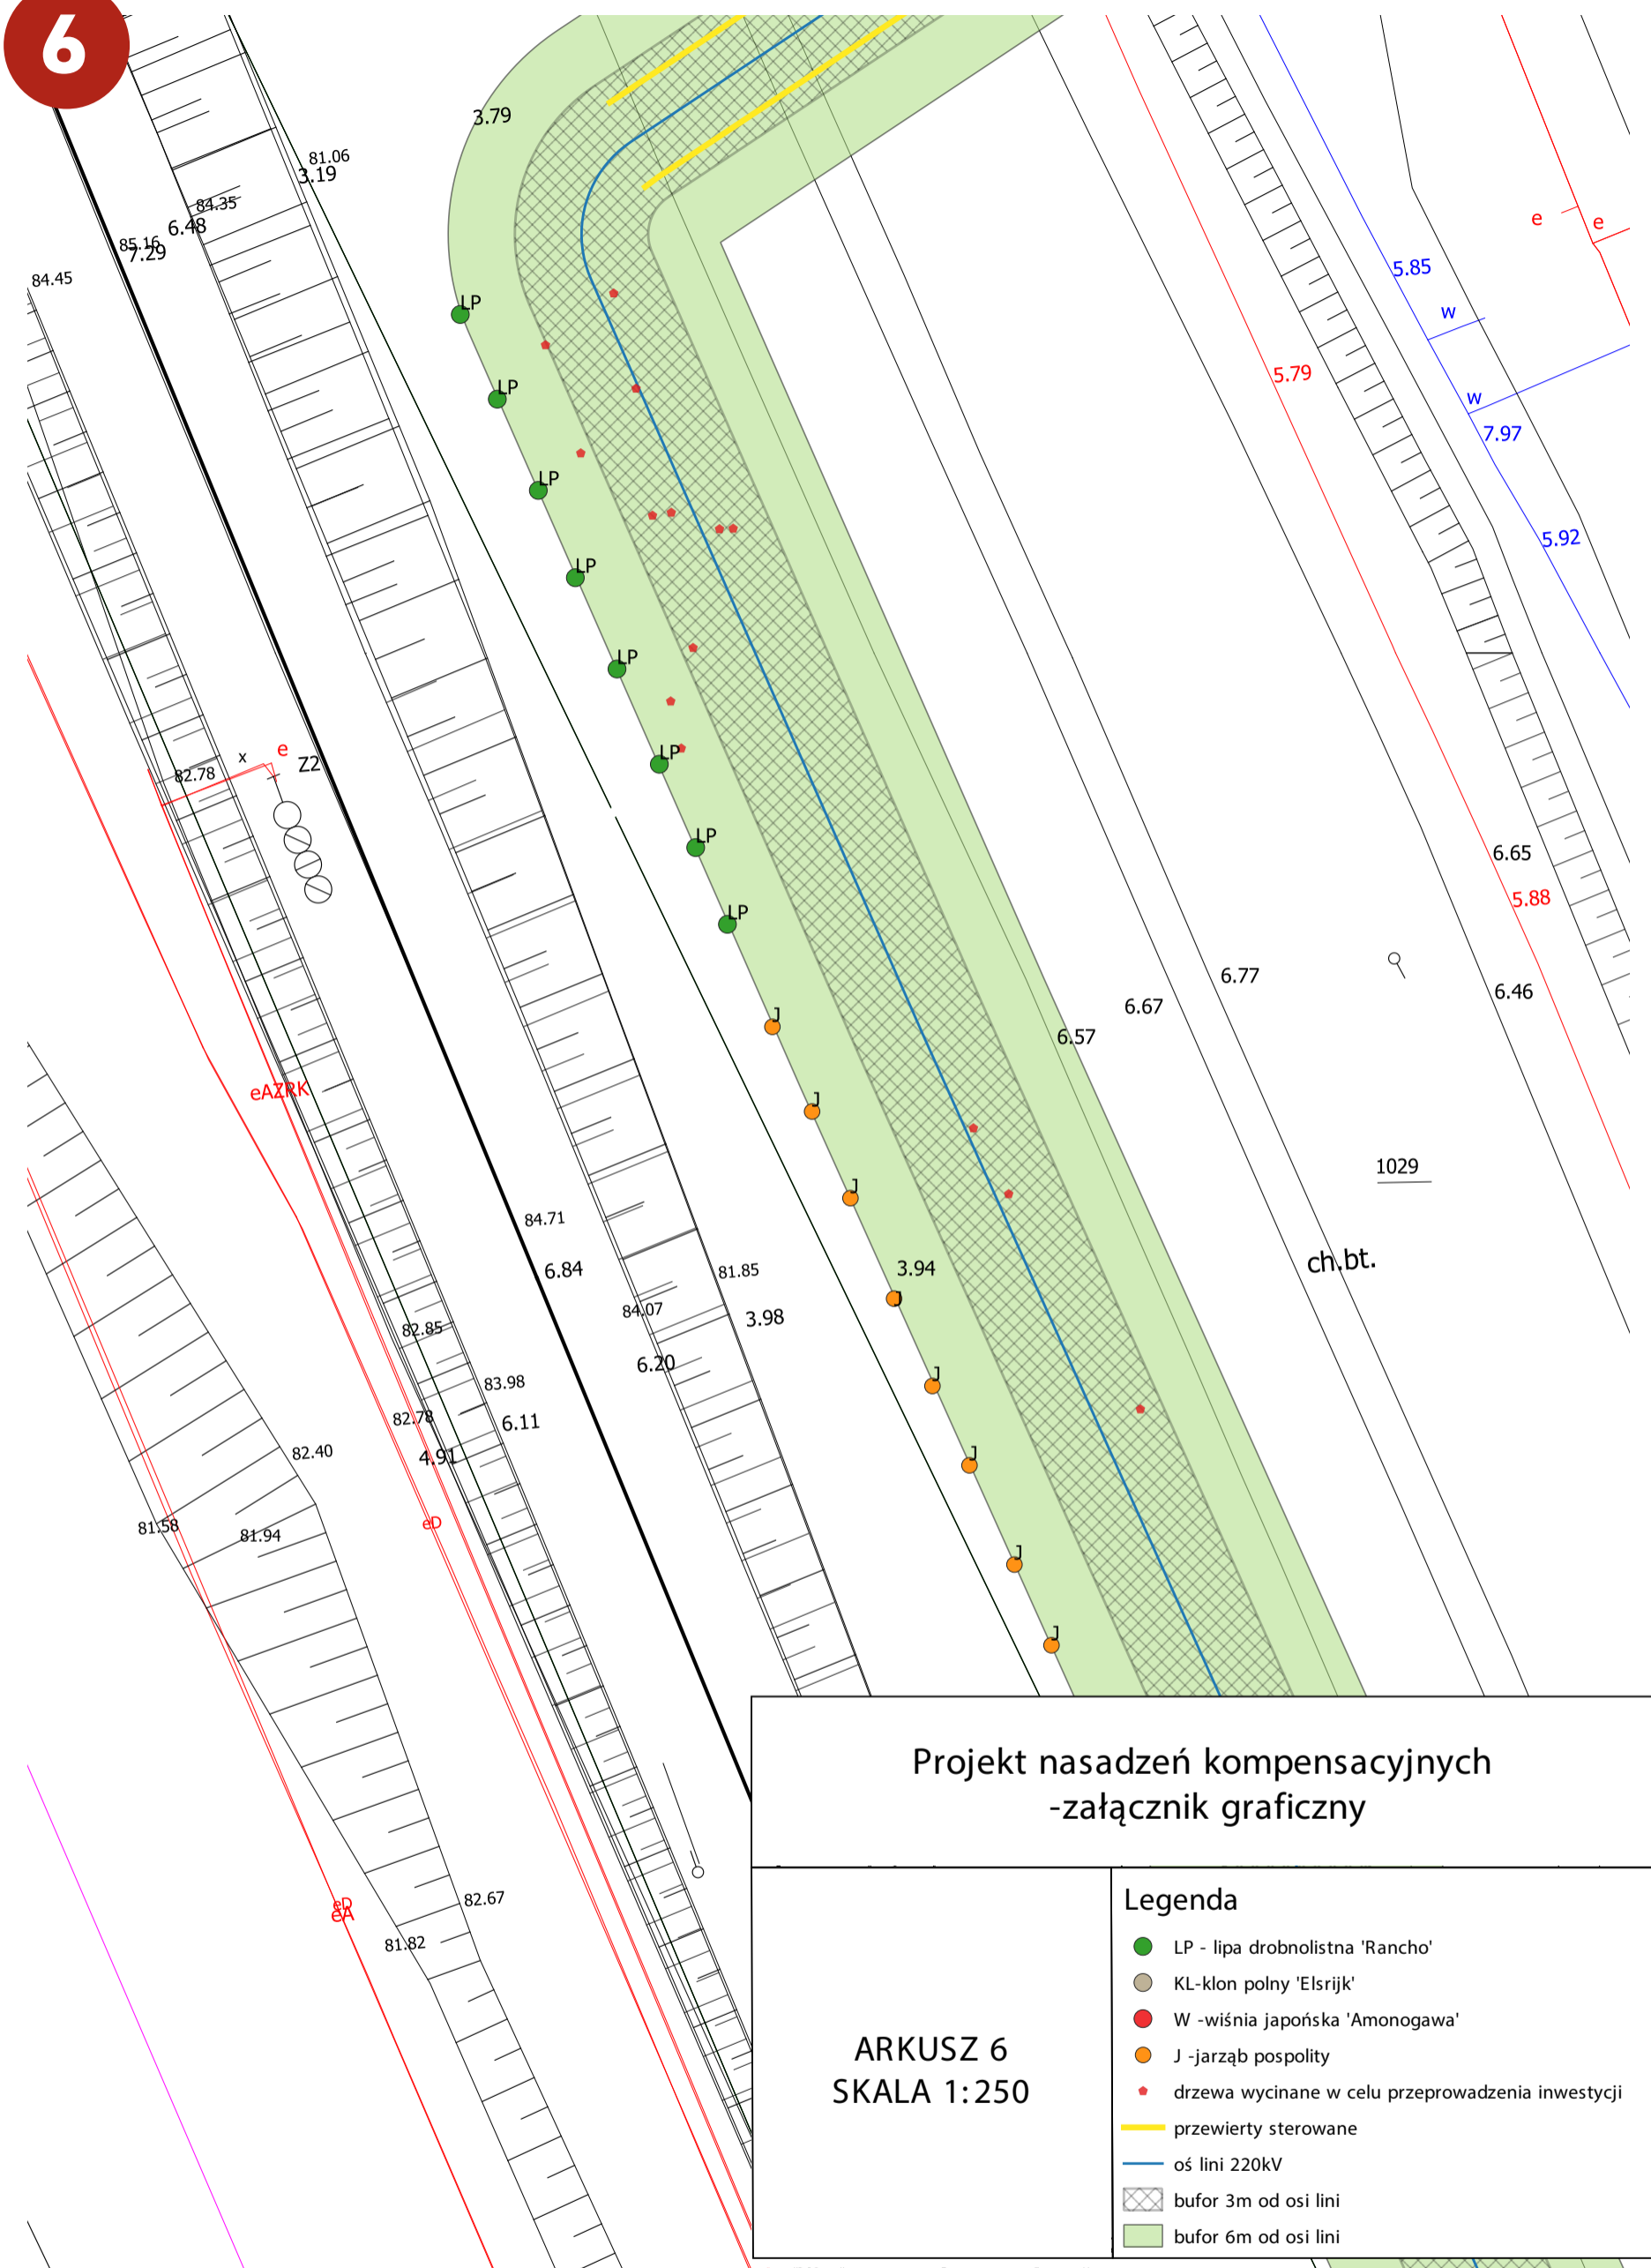 6
3.79
81.06
3.19
84.35
6.48
85.16
7.29
84.45
e
e
5.85
w
LP
5.79
LP
w
7.97
LP
5.92
LP
LP
x
e
Z2
82.78
LP
LP
6.65
5.88
LP
6.77
6.46
6.67
J
6.57
eAZRK
J
1029
J
84.71
ch.bt.
6.84
81.85
3.94
84.07
J
3.98
82.85
6.20
83.98
J
82.78
6.11
4.91
82.40
J
eD
81.58
81.94
J
J
Projekt nasadzeń kompensacyjnych
-załącznik graficzny
82.67
eD
eA
81.82
ARKUSZ 6
SKALA 1:250
Legenda
LP - lipa drobnolistna 'Rancho'
KL-klon polny 'Elsrijk'
W -wiśnia japońska 'Amonogawa'
J -jarząb pospolity
drzewa wycinane w celu przeprowadzenia inwestycji
przewierty sterowane
oś lini 220kV
bufor 3m od osi lini
bufor 6m od osi lini